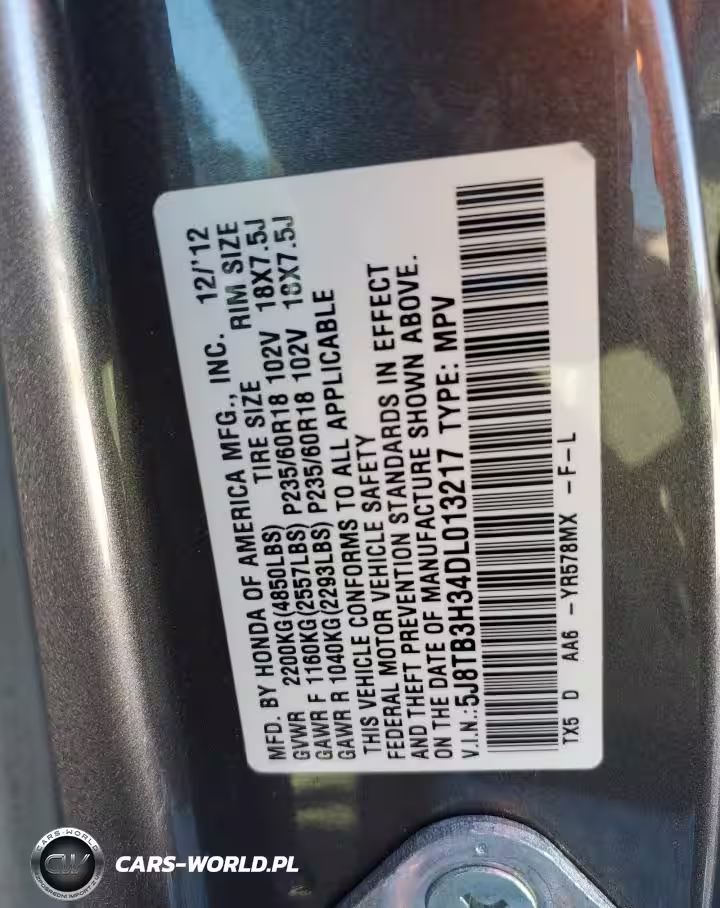 MFD. BY HONDA OF AMERICA MFG., INC. 12/'12
GVWR 2200KG(4850LBS) TIRE SIZE RIM SIZE
GAWR F 1160KG(2557LBS) P235/60R18 102V 18X7.5J
GAWR R 1040KG(2293LBS) P235/60R18 102V 18X7.5J
THIS VEHICLE CONFORMS TO ALL APPLICABLE
FEDERAL MOTOR VEHICLE SAFETY
AND THEFT PREVENTION STANDARDS IN EFFECT
ON THE DATE OF MANUFACTURE SHOWN ABOVE.
V.I.N.:5J8TB3H34DL013217 TYPE: MPV
TX5 D AA6 -YR578MX -F-L
CARS-WORLD
CW
CARS-WORLD.PL